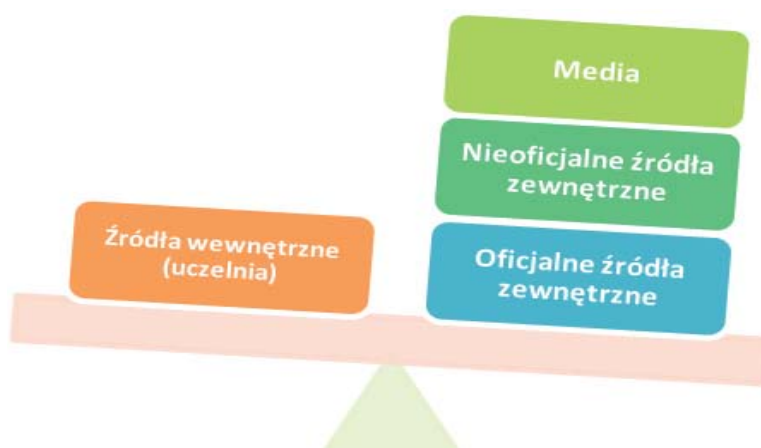 Media
Nieoficjalne źródła
zewnętrzne
Źródła wewnętrzne
(uczelnia)
Oficjalne źródła
zewnętrzne